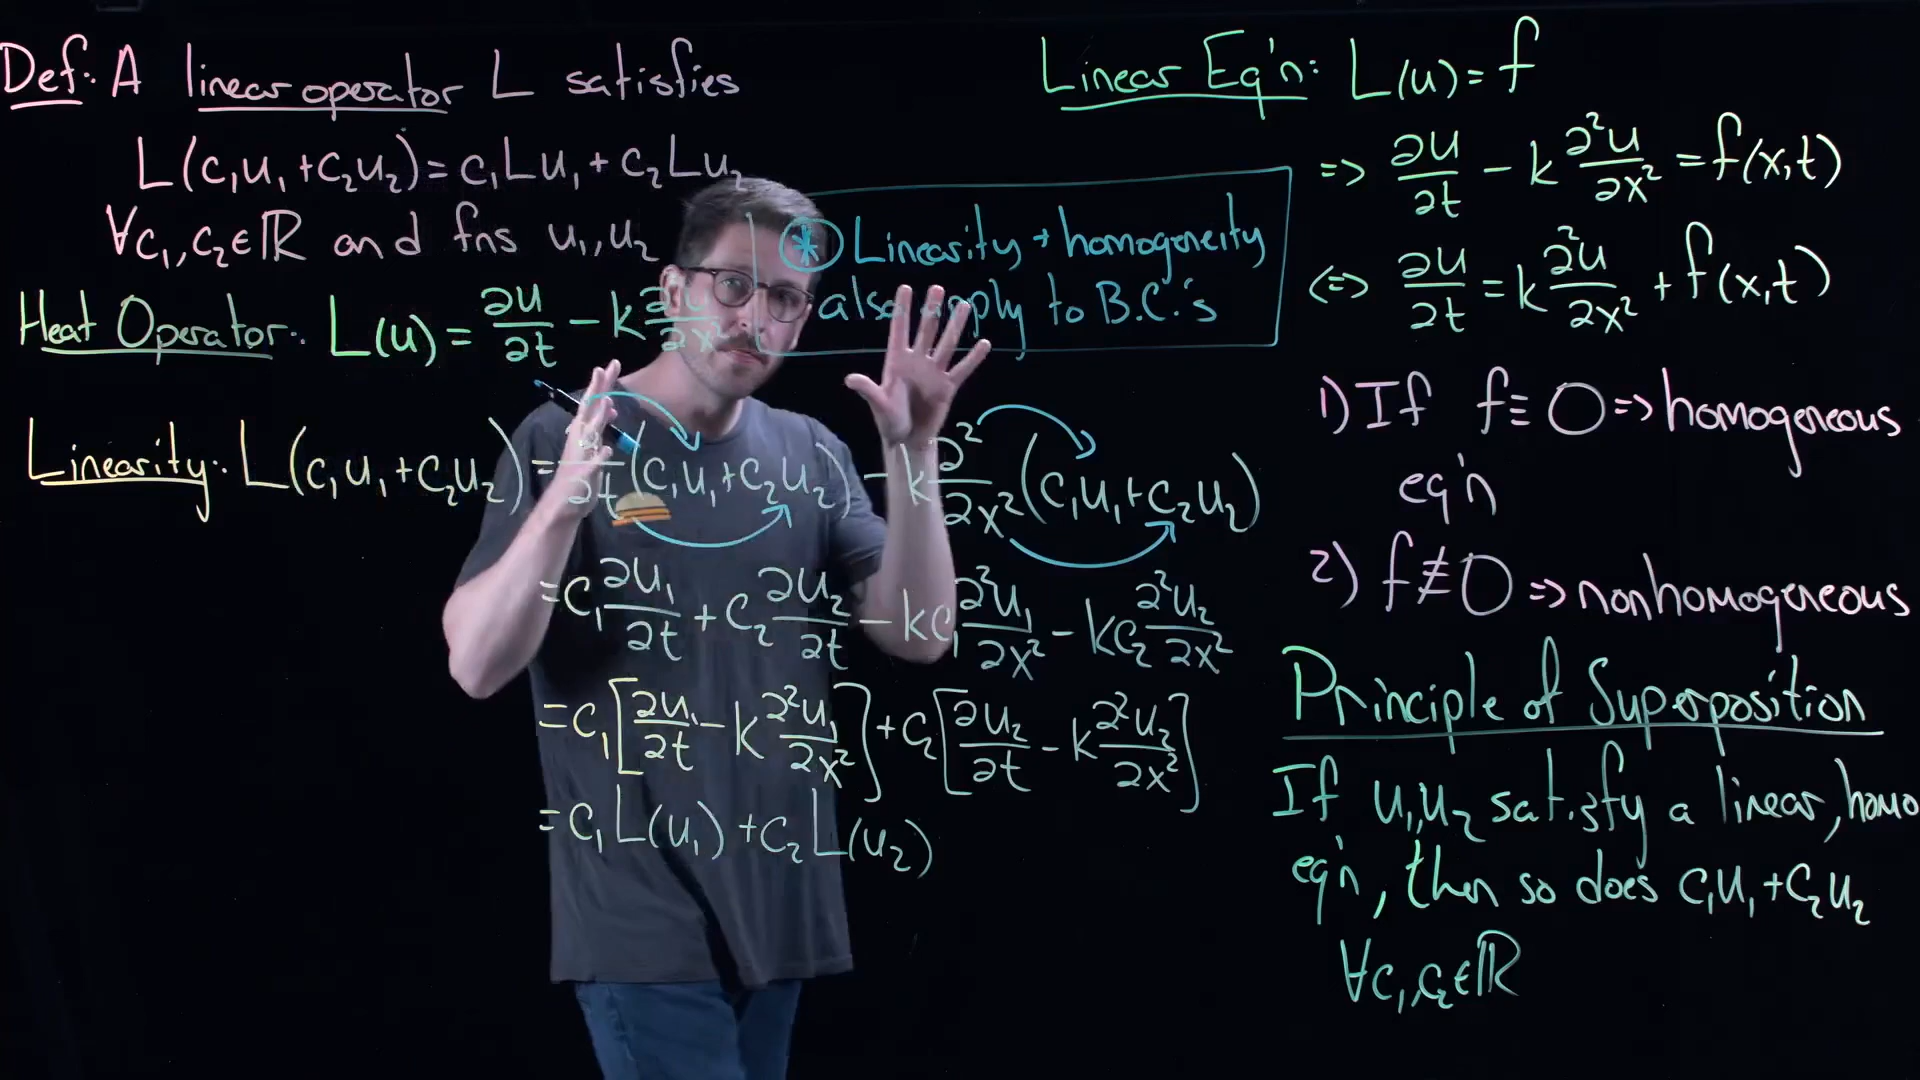 Def: A linear operator L satisfies
L(c₁u₁+c₂u₂)=c₁Lu₁+c₂Lu₂
∀c₁,c₂∈ℝ and fns u₁,u₂
Heat Operator: L(u) = ∂u/∂t - k ∂²u/∂x²
Linearity: L(c₁u₁+c₂u₂) = ∂/∂t (c₁u₁+c₂u₂) - k ∂²/∂x² (c₁u₁+c₂u₂)
= c₁ ∂u₁/∂t + c₂ ∂u₂/∂t - kc₁ ∂²u₁/∂x² - kc₂ ∂²u₂/∂x²
= c₁[∂u₁/∂t - k ∂²u₁/∂x²] + c₂[∂u₂/∂t - k ∂²u₂/∂x²]
= c₁L(u₁) + c₂L(u₂)
* Linearity + homogeneity
also apply to B.C.'s
Linear Eq'n: L(u) = f
=> ∂u/∂t - k ∂²u/∂x² = f(x,t)
<=> ∂u/∂t = k ∂²u/∂x² + f(x,t)
1) If f ≡ 0 => homogeneous
eq'n
2) f ≢ 0 => nonhomogeneous
Principle of Superposition
If u₁,u₂ satisfy a linear, homo
eq'n, then so does c₁u₁+c₂u₂
∀c₁,c₂∈ℝ